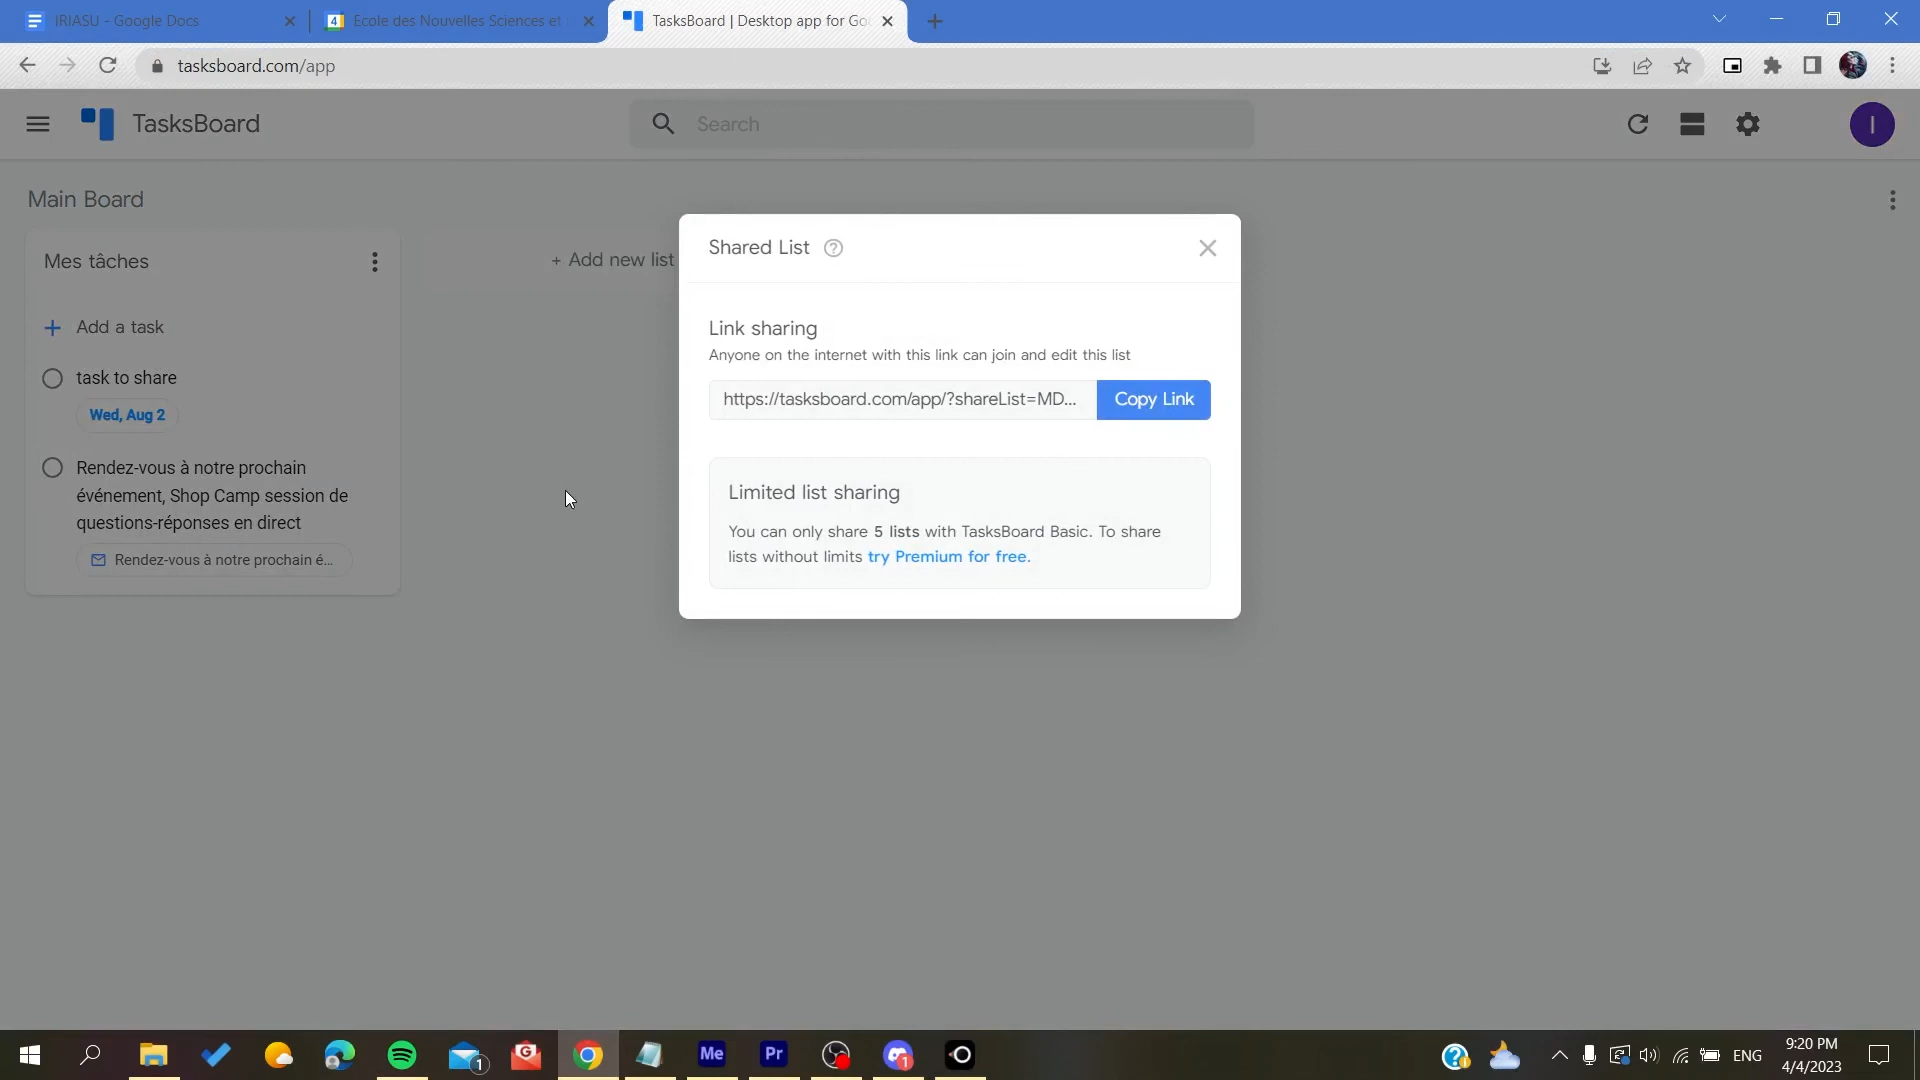 IRIASU - Google Docs
Ecole des Nouvelles Sciences et
TasksBoard | Desktop app for Goo
tasksboard.com/app
TasksBoard
Search
I
Main Board
Mes tâches
+ Add new list
Add a task
task to share
Wed, Aug 2
Rendez-vous à notre prochain
événement, Shop Camp session de
questions-réponses en direct
Rendez-vous à notre prochain é...
Shared List
Link sharing
Anyone on the internet with this link can join and edit this list
https://tasksboard.com/app/?shareList=MD...
Copy Link
Limited list sharing
You can only share 5 lists with TasksBoard Basic. To share
lists without limits try Premium for free.
1
Me
Pr
1
ENG
9:20 PM
4/4/2023